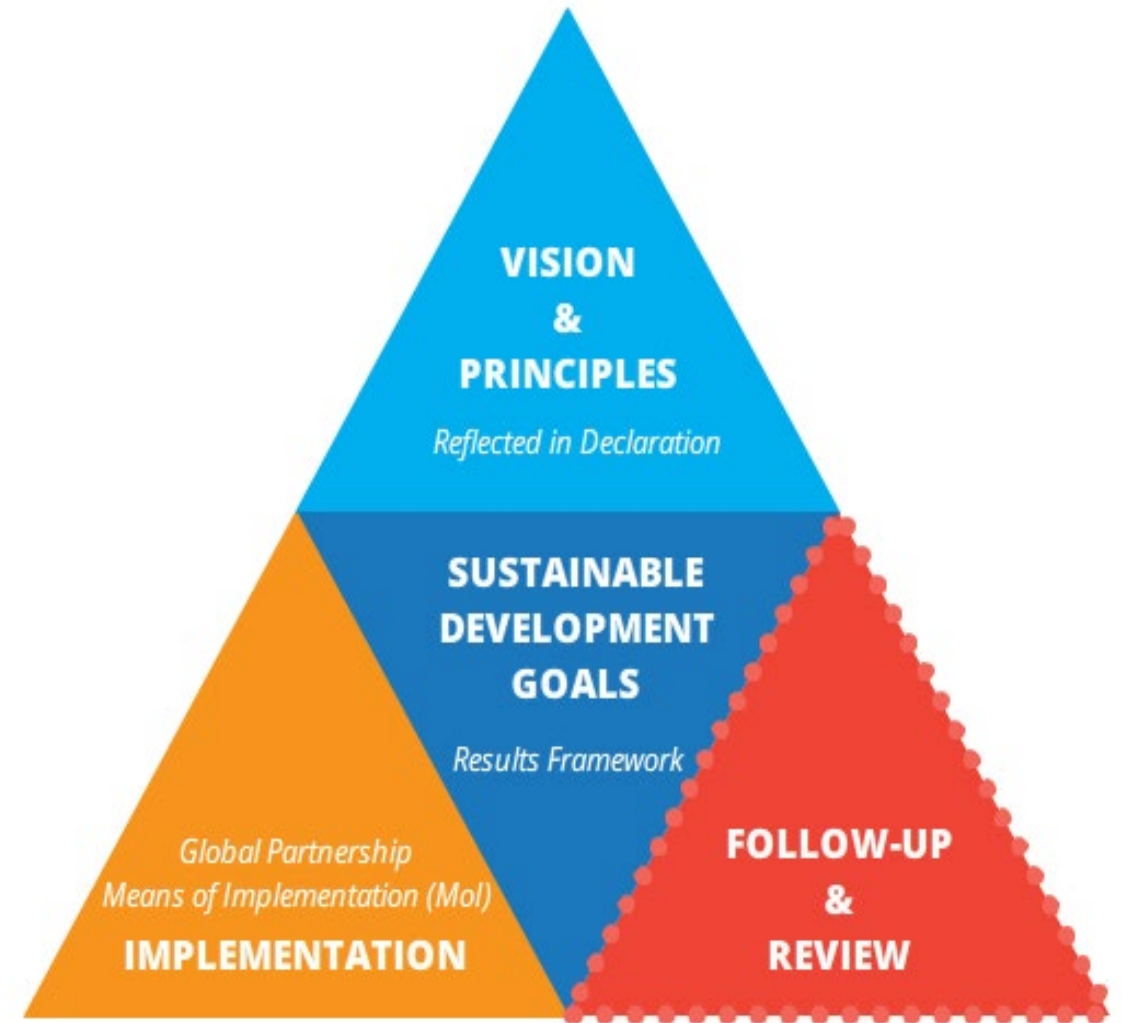 VISION
&
PRINCIPLES
Reflected in Declaration
SUSTAINABLE
DEVELOPMENT
GOALS
Results Framework
Global Partnership
Means of Implementation (MoI)
IMPLEMENTATION
FOLLOW-UP
&
REVIEW